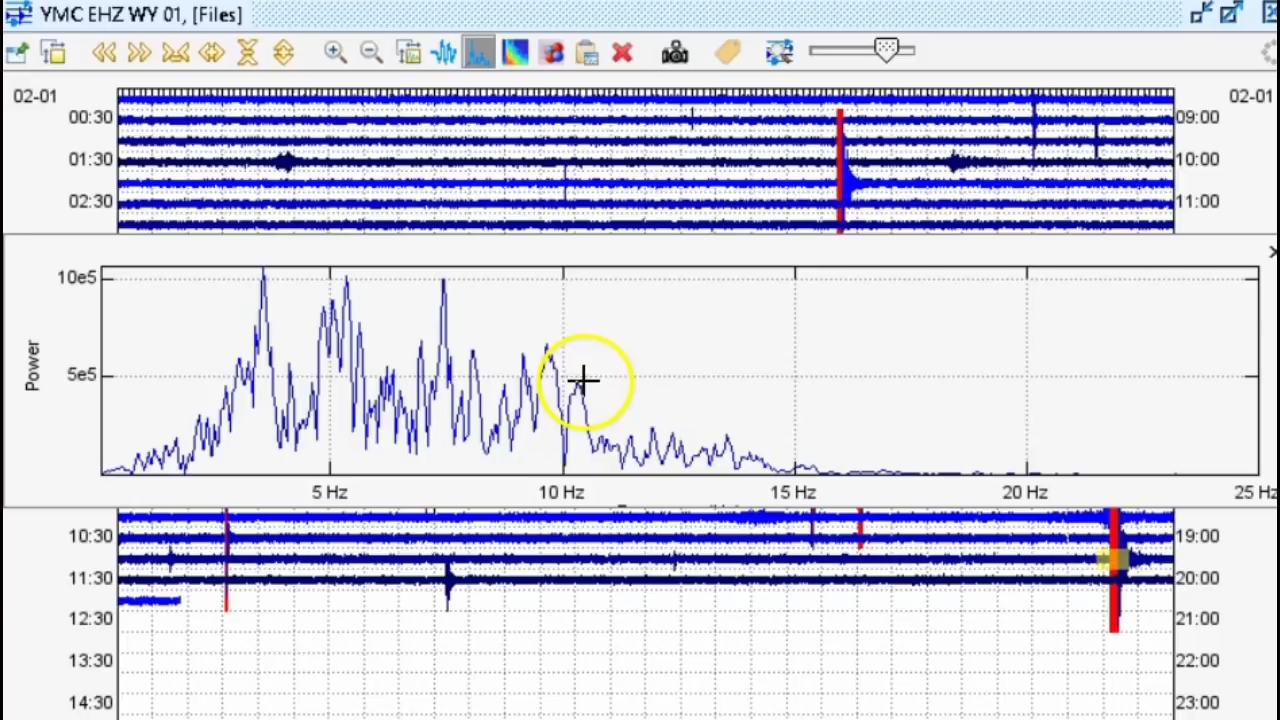 YMC EHZ WY 01, [Files]
02-01 02-01
00:30 09:00
01:30 10:00
02:30 11:00
10e5
Power
5e5
5 Hz 10 Hz 15 Hz 20 Hz 25 Hz
10:30 19:00
11:30 20:00
12:30 21:00
13:30 22:00
14:30 23:00